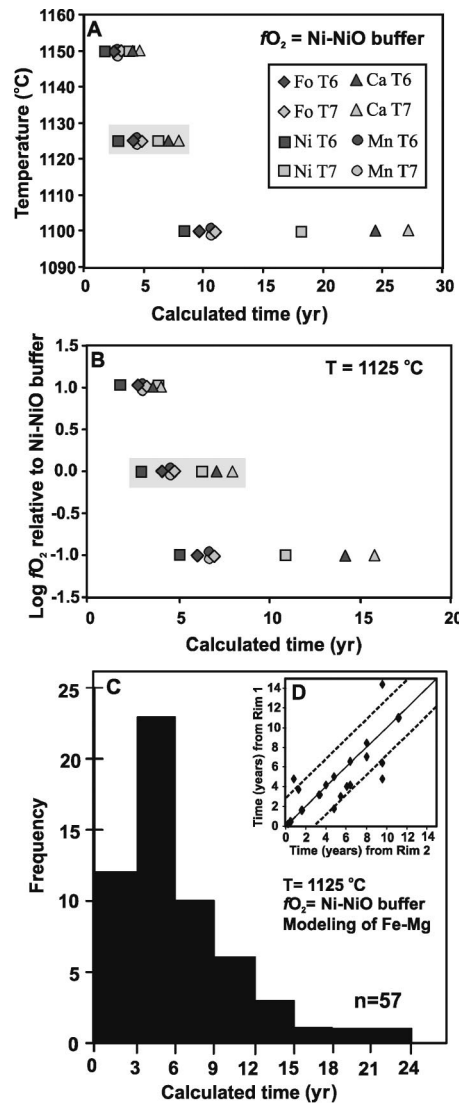 A
fO₂ = Ni-NiO buffer
Fo T6
Ca T6
Fo T7
Ca T7
Ni T6
Mn T6
Ni T7
Mn T7
Temperature (°C)
1160
1150
1140
1130
1120
1110
1100
1090
0 5 10 15 20 25 30
Calculated time (yr)
B
T = 1125 °C
Log fO₂ relative to Ni-NiO buffer
1.5
1.0
0.5
0.0
-0.5
-1.0
-1.5
0 5 10 15 20
Calculated time (yr)
C
Frequency
25
20
15
10
5
0
0 3 6 9 12 15 18 21 24
Calculated time (yr)
D
Time (years) from Rim 1
14
12
10
8
6
4
2
0
0 2 4 6 8 10 12 14
Time (years) from Rim 2
T= 1125 °C
fO₂= Ni-NiO buffer
Modeling of Fe-Mg
n=57